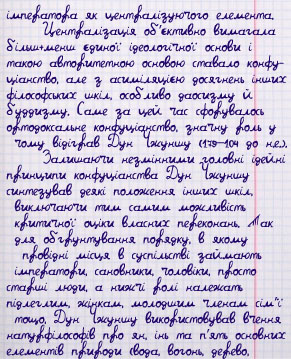 імператора як централізуючого елемента.
Централізація об'єктивно вимагала
більш-менш єдиної ідеологічної основи і
такою авторитетною основою ставало конфу-
ціанство, але з асиміляцією досягнень інших
філософських шкіл, особливо даосизму й
буддизму. Саме за цей час сформувалось
ортодоксальне конфуціанство, значну роль у
чому відіграв Дун Чжуншу (179-104 до н.е.).
Залишаючи незмінними головні ідейні
принципи конфуціанства Дун Чжуншу
синтезував деякі положення інших шкіл,
виключаючи тим самим можливість
критичної оцінки власних переконань. Так
для обґрунтування порядку, в якому
провідні місця в суспільстві займають
імператори, сановники, чоловіки, просто
старші люди, а нижчі ролі належать
підлеглим, жінкам, молодшим членам сім'ї
тощо, Дун Чжуншу використовував вчення
натурфілософів про ян, інь та п'ять основних
елементів природи (вода, вогонь, дерево,